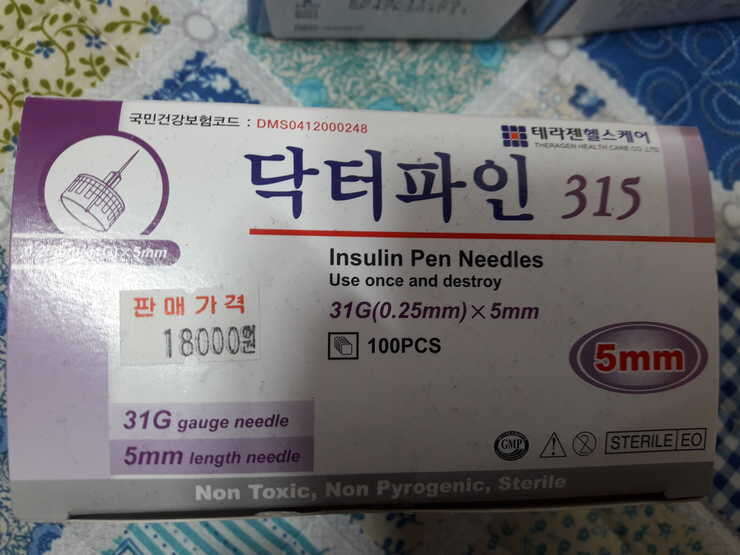 국민건강보험코드 : DMS0412000248
테라젠헬스케어
THERAGEN HEALTH CARE CO.,LTD
닥터파인 315
Insulin Pen Needles
Use once and destroy
31G(0.25mm)×5mm
×5mm
판매가격
18000원
100PCS
5mm
31G gauge needle
5mm length needle
GMP
STERILE EO
Non Toxic, Non Pyrogenic, Sterile